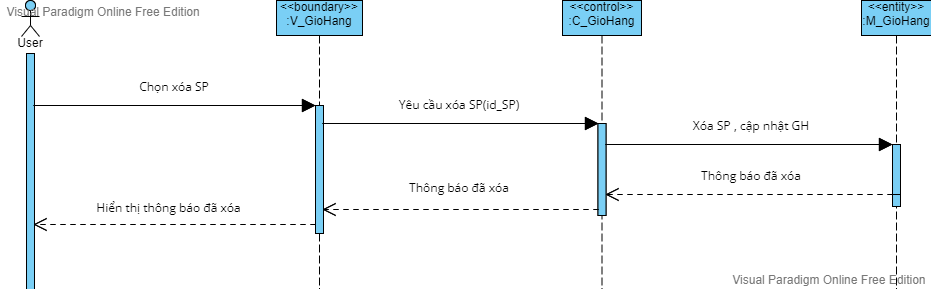 Visual Paradigm Online Free Edition
User
<<boundary>>
:V_GioHang
<<control>>
:C_GioHang
<<entity>>
:M_GioHang
Chọn xóa SP
Yêu cầu xóa SP(id_SP)
Xóa SP , cập nhật GH
Thông báo đã xóa
Thông báo đã xóa
Hiển thị thông báo đã xóa
Visual Paradigm Online Free Edition